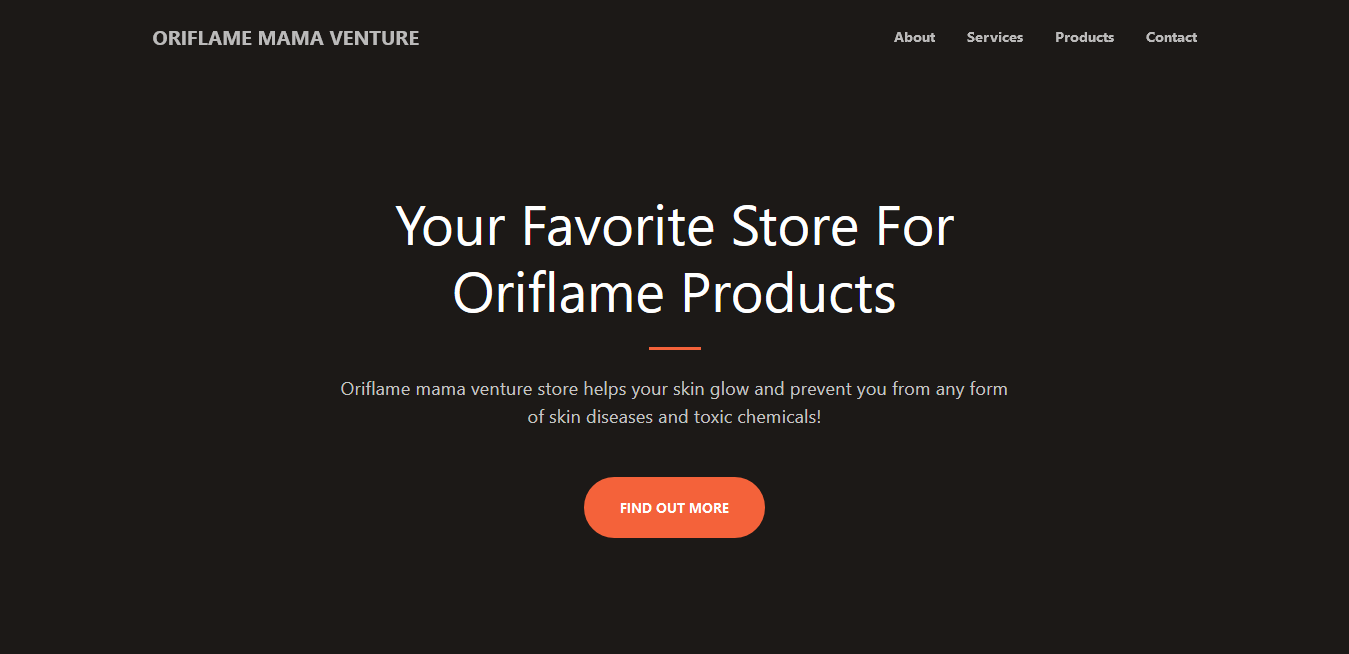 ORIFLAME MAMA VENTURE
About Services Products Contact
Your Favorite Store For
Oriflame Products
Oriflame mama venture store helps your skin glow and prevent you from any form
of skin diseases and toxic chemicals!
FIND OUT MORE